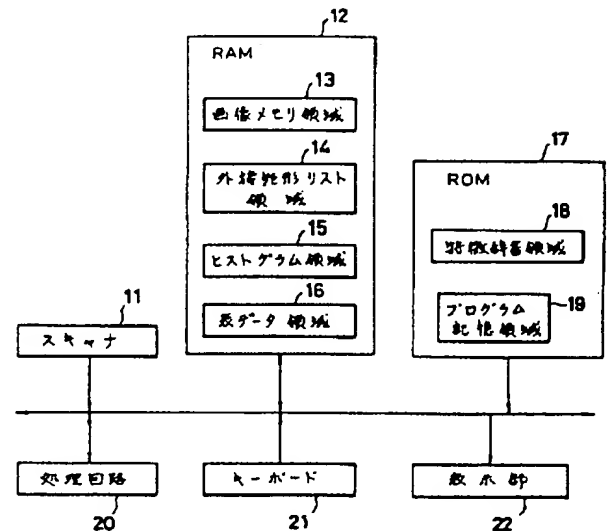 12
RAM
13
画像メモリ領域
14
外接矩形リスト
領域
15
ヒストグラム領域
16
表データ領域
17
ROM
18
特徴辞書領域
プログラム
記憶領域
19
11
スキャナ
処理回路
20
キーボード
21
表示部
22